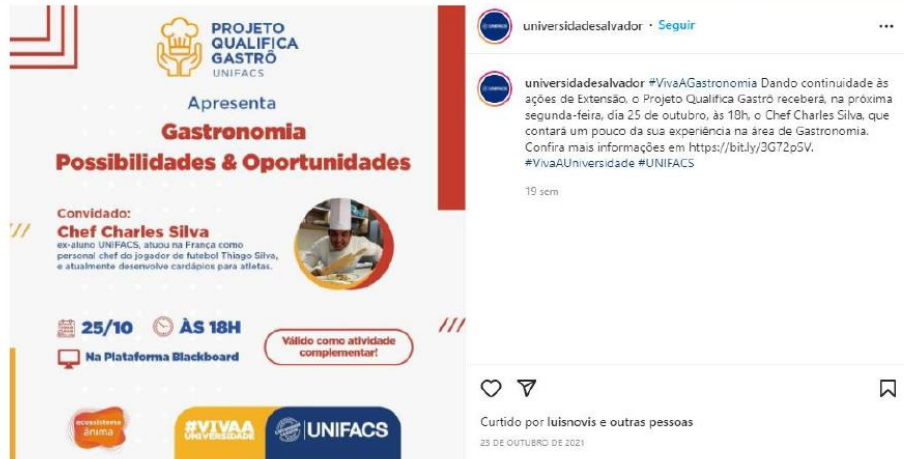 PROJETO
QUALIFICA
GASTRÔ
UNIFACS
Apresenta
Gastronomia
Possibilidades & Oportunidades
Convidado:
Chef Charles Silva
ex-aluno UNIFACS, atuou na França como
personal chef do jogador de futebol Thiago Silva,
e atualmente desenvolve cardápios para atletas.
25/10 ÀS 18H
Na Plataforma Blackboard
Válido como atividade
complementar!
ecossistema
ânima
#VIVAA
UNIVERSIDADE
UNIFACS
universidadesalvador • Seguir
universidadesalvador #VivaAGastronomia Dando continuidade às
ações de Extensão, o Projeto Qualifica Gastrô receberá, na próxima
segunda-feira, dia 25 de outubro, às 18h, o Chef Charles Silva, que
contará um pouco da sua experiência na área de Gastronomia.
Confira mais informações em https://bit.ly/3G72pSV.
#VivaAUniversidade #UNIFACS
19 sem
Curtido por luisnovis e outras pessoas
23 DE OUTUBRO DE 2021